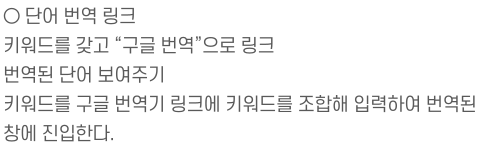 ○ 단어 번역 링크
키워드를 갖고 “구글 번역”으로 링크
번역된 단어 보여주기
키워드를 구글 번역기 링크에 키워드를 조합해 입력하여 번역된
창에 진입한다.